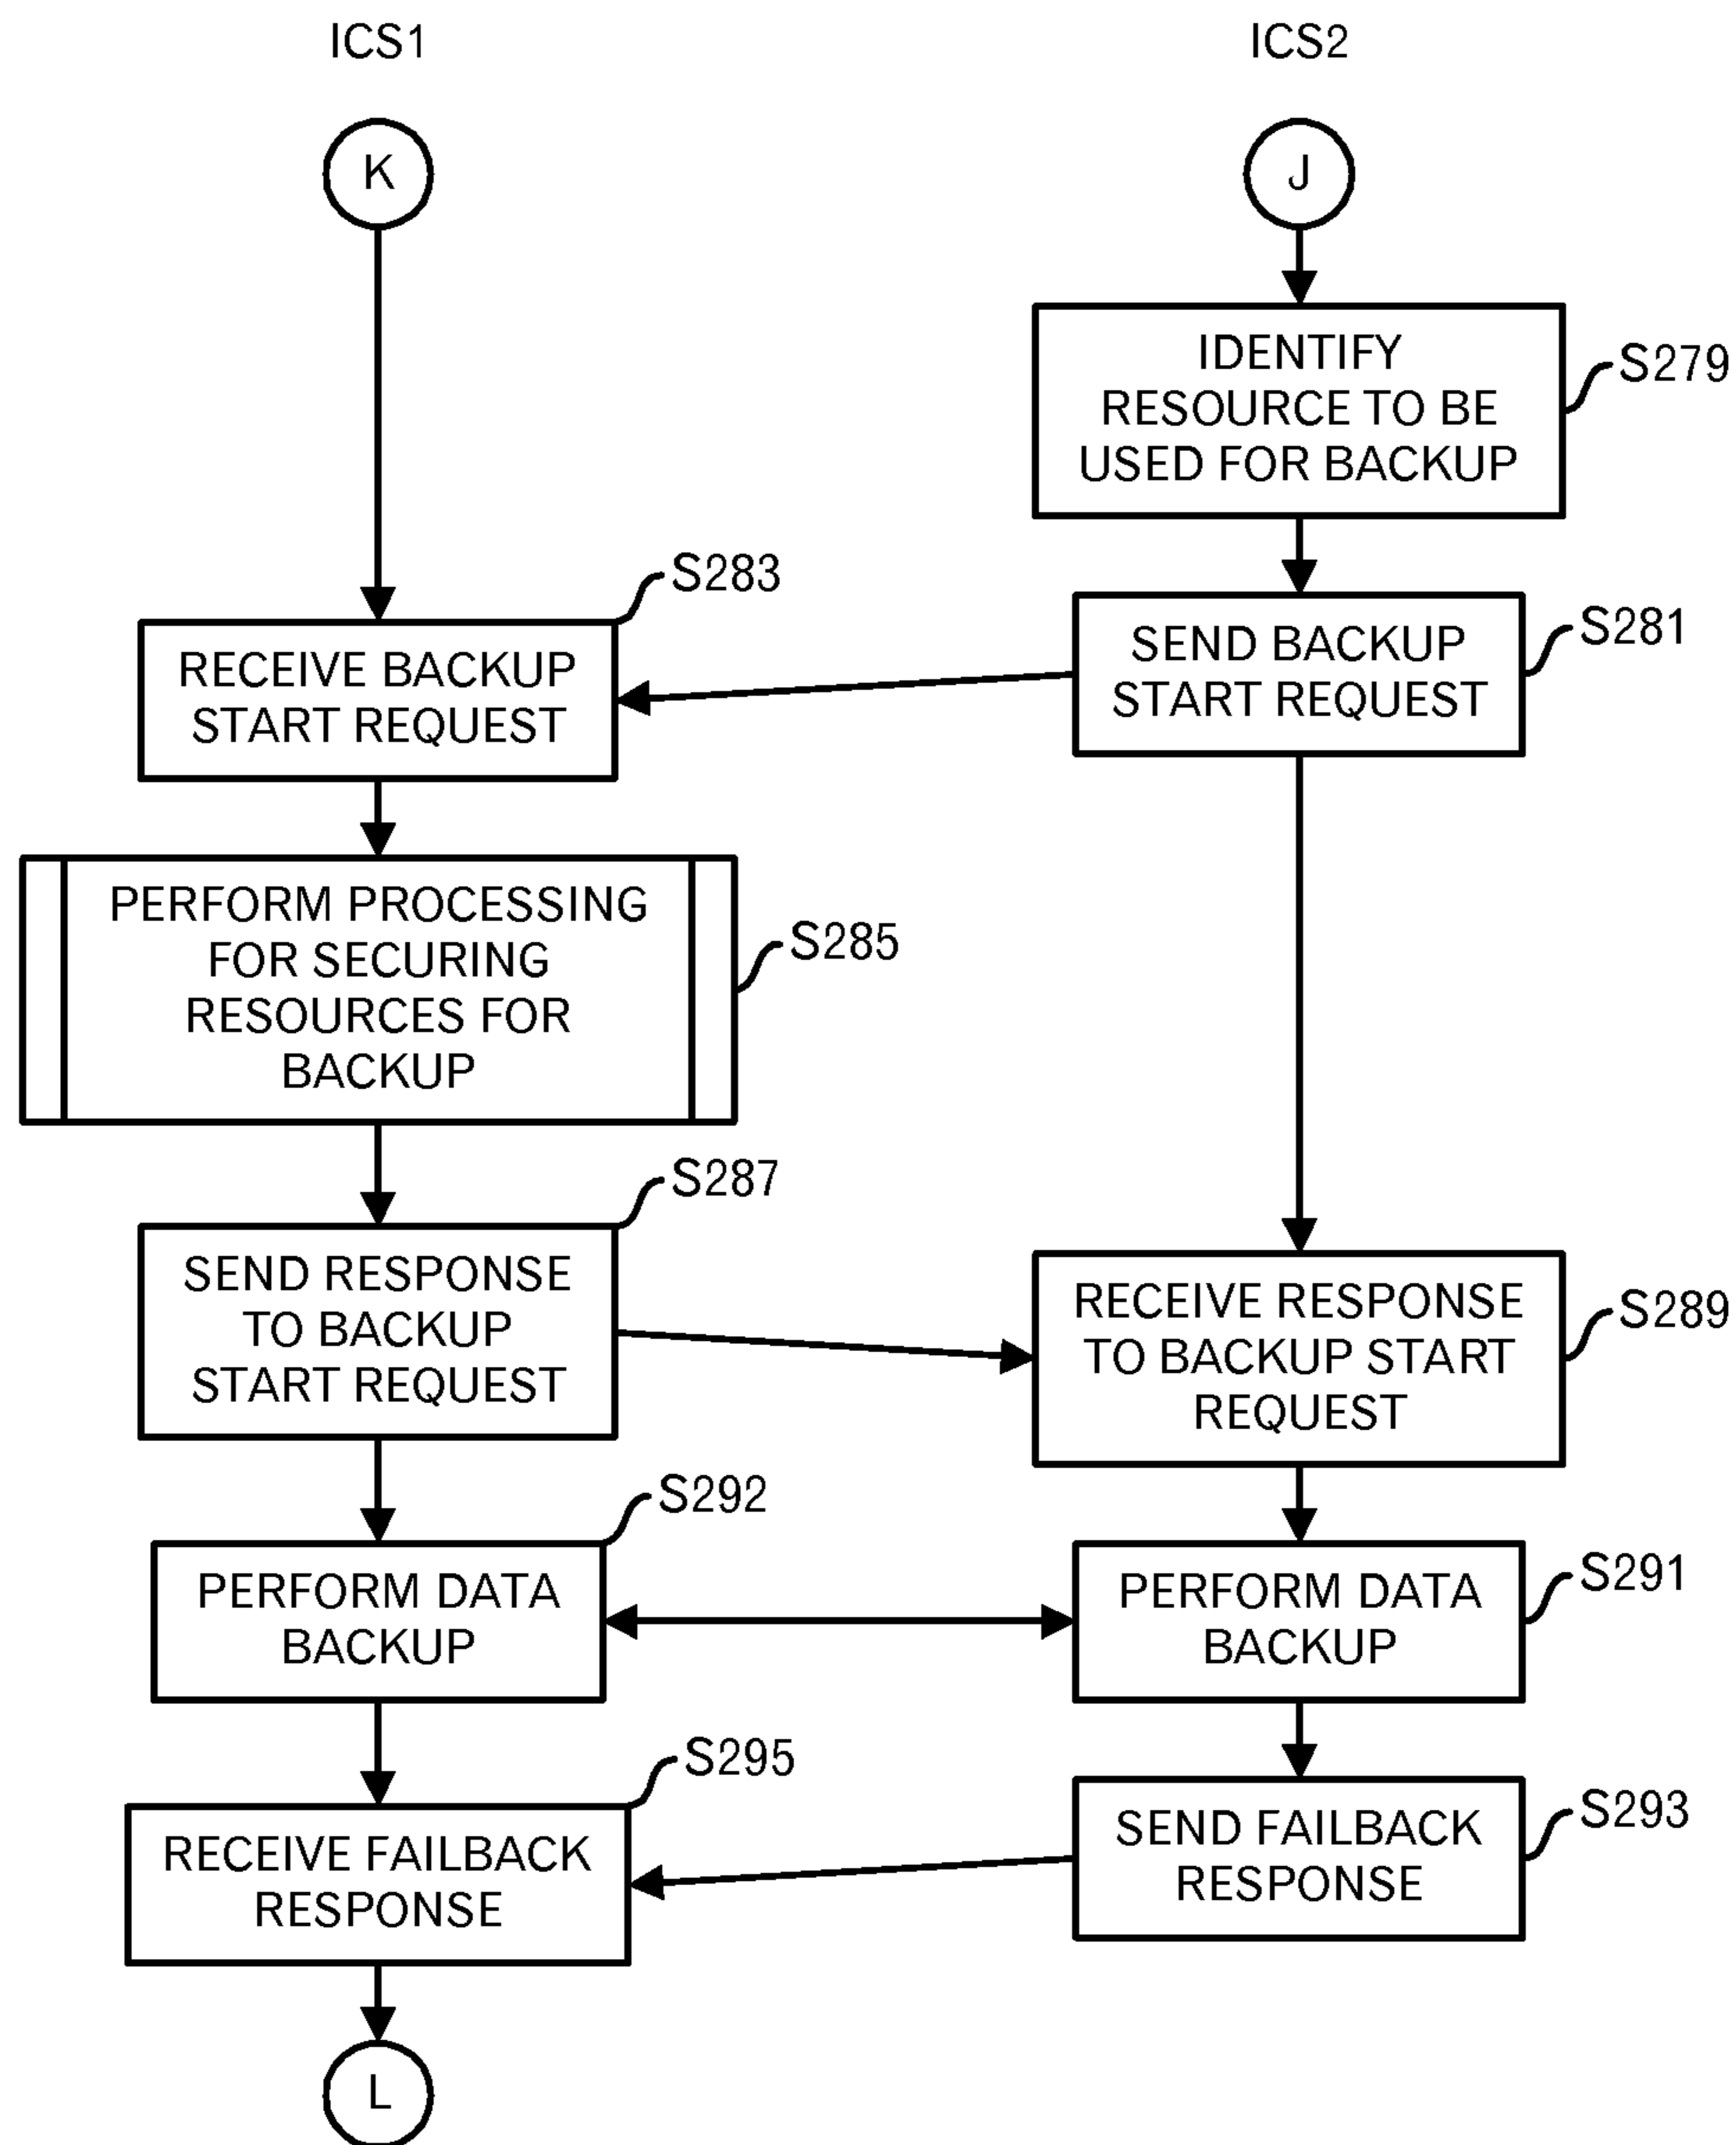 ICS1
ICS2
K
J
IDENTIFY
RESOURCE TO BE
USED FOR BACKUP
S279
S283
RECEIVE BACKUP
START REQUEST
SEND BACKUP
START REQUEST
S281
PERFORM PROCESSING
FOR SECURING
RESOURCES FOR
BACKUP
S285
S287
SEND RESPONSE
TO BACKUP
START REQUEST
RECEIVE RESPONSE
TO BACKUP START
REQUEST
S289
S292
PERFORM DATA
BACKUP
PERFORM DATA
BACKUP
S291
S295
RECEIVE FAILBACK
RESPONSE
SEND FAILBACK
RESPONSE
S293
L